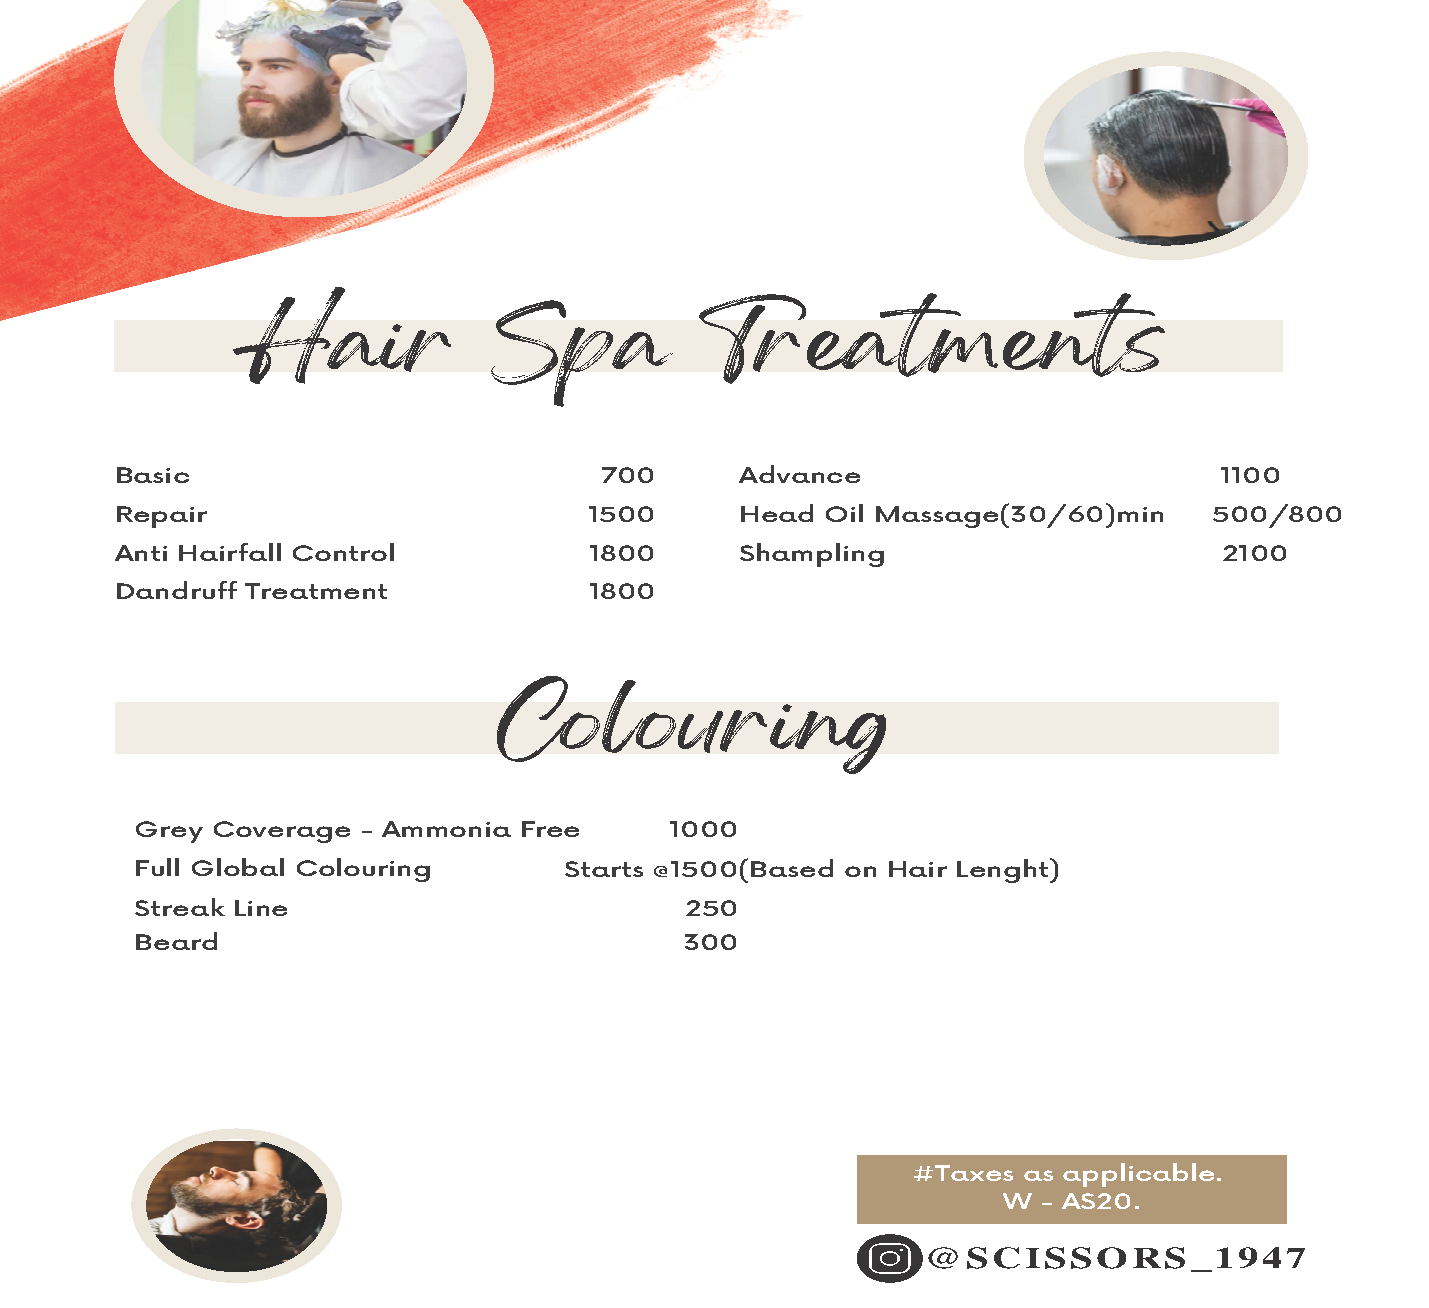 Hair Spa Treatments
Basic 700
Repair 1500
Anti Hairfall Control 1800
Dandruff Treatment 1800
Advance 1100
Head Oil Massage(30/60)min 500/800
Shampling 2100
Colouring
Grey Coverage - Ammonia Free 1000
Full Global Colouring Starts @1500(Based on Hair Lenght)
Streak Line 250
Beard 300
#Taxes as applicable.
W - AS20.
@SCISSORS_1947